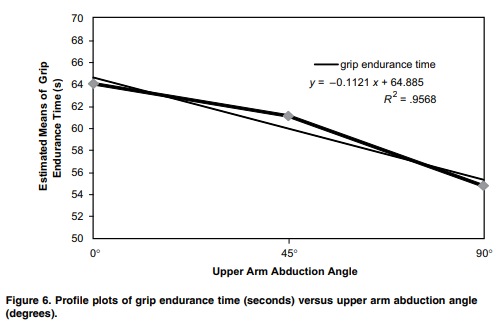 70
68
66
64
62
60
58
56
54
52
50
Estimated Means of Grip
Endurance Time (s)
grip endurance time
y = –0.1121 x + 64.885
R² = .9568
0° 45° 90°
Upper Arm Abduction Angle
Figure 6. Profile plots of grip endurance time (seconds) versus upper arm abduction angle
(degrees).